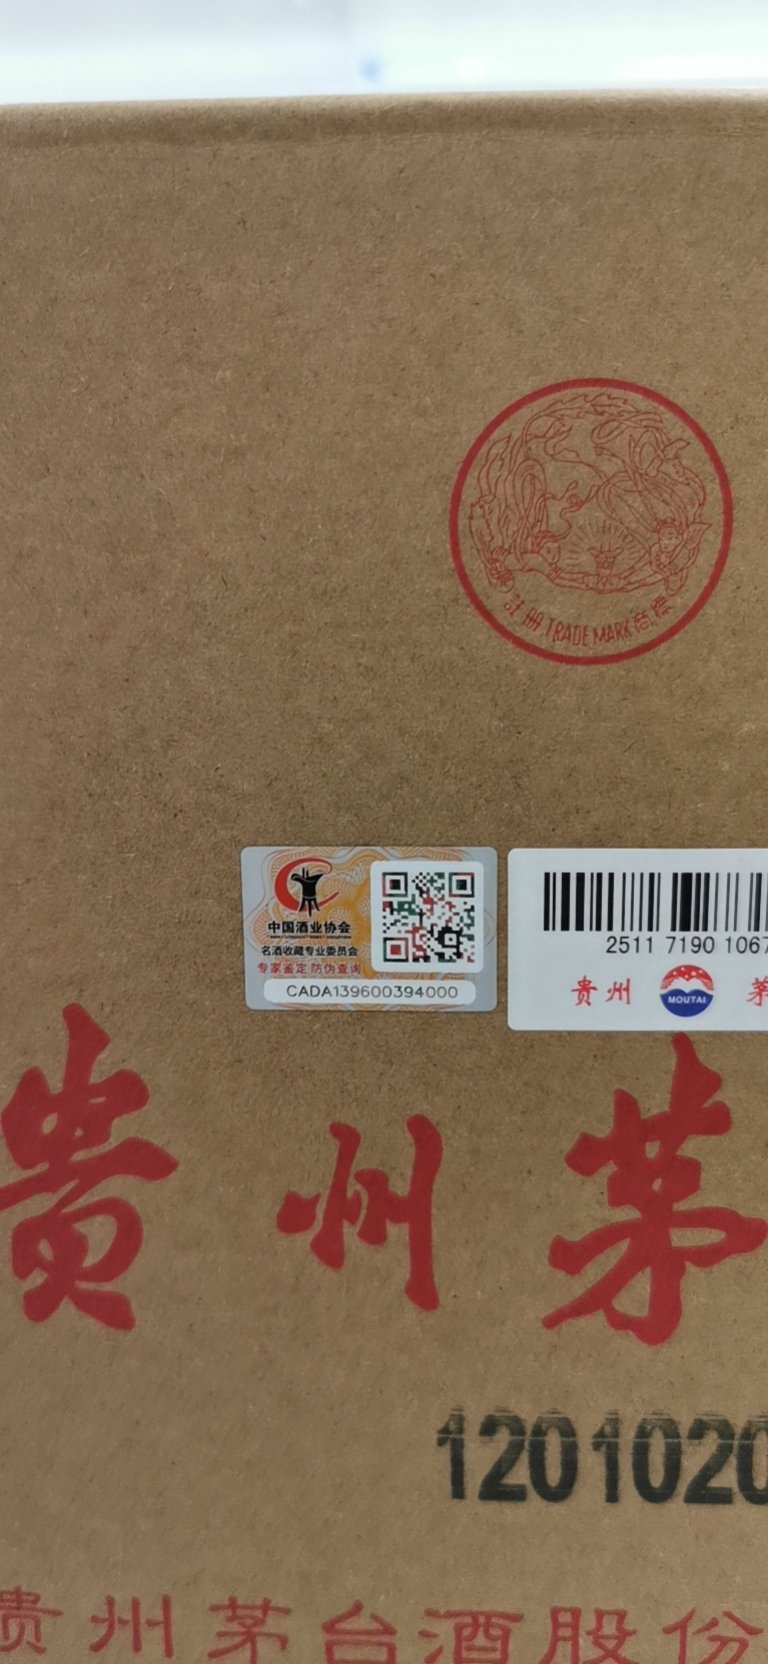 註册 TRADE MARK 商標
中国酒业协会
名酒收藏专业委员会
专家鉴定 防伪查询
CADA139600394000
2511 7190 1067
贵州 MOUTAI 茅
贵州茅
1201020
贵州茅台酒股份